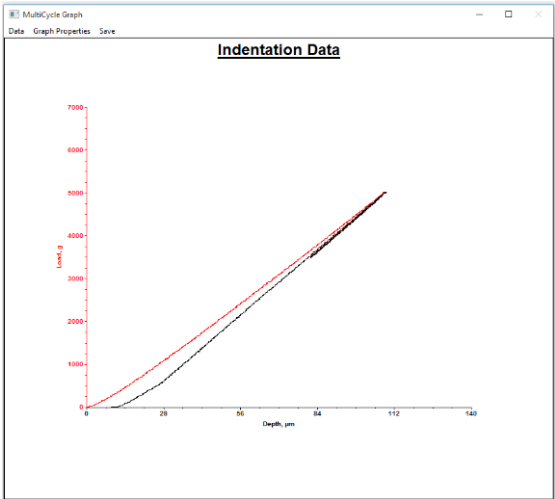 MultiCycle Graph
Data Graph Properties Save
Indentation Data
7000
6000
5000
4000
3000
2000
1000
0
Load, g
0 28 56 84 112 140
Depth, µm